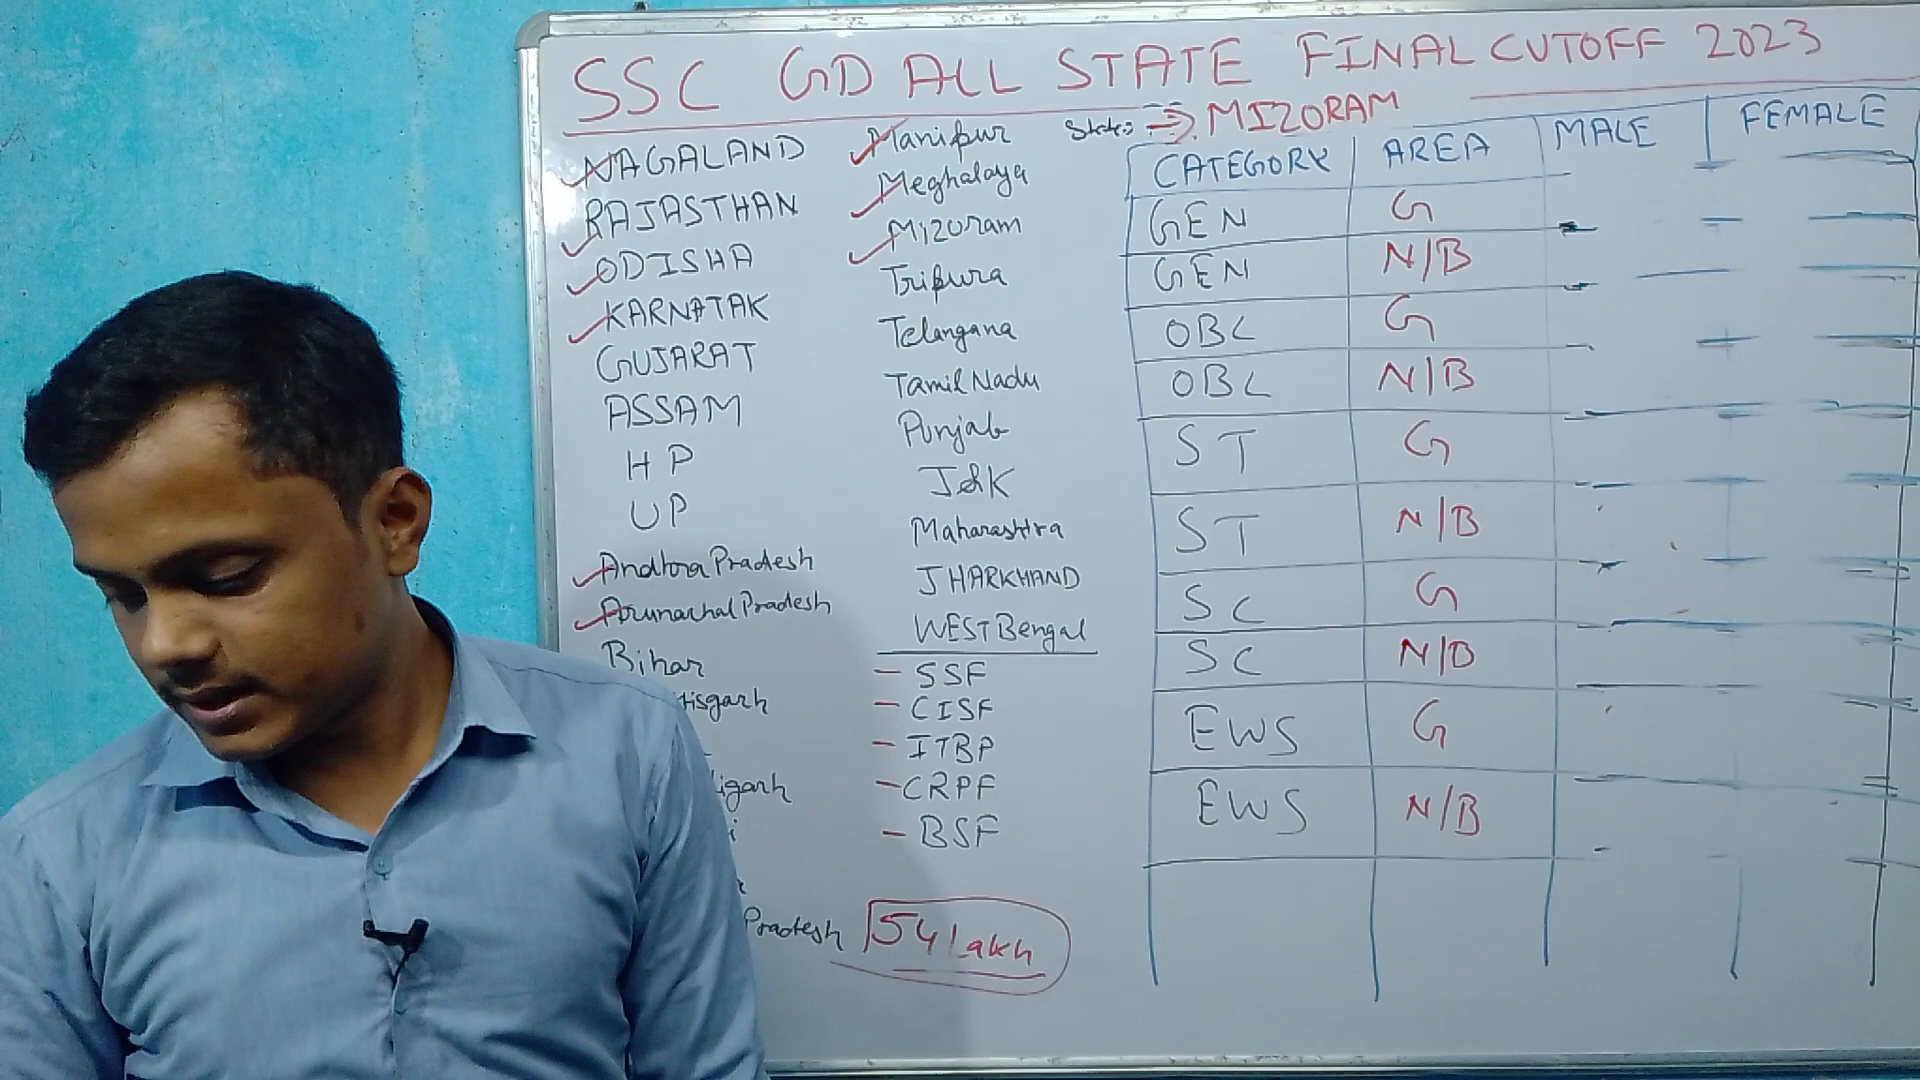 SSC GD ALL STATE FINAL CUTOFF 2023
NAGALAND
RAJASTHAN
ODISHA
KARNATAK
GUJARAT
ASSAM
HP
UP
Andhra Pradesh
Arunachal Pradesh
Bihar
tisgarh
igarh
i
Pradesh
Manipur
Meghalaya
Mizoram
Tripura
Telangana
Tamil Nadu
Punjab
J&K
Maharashtra
JHARKHAND
WEST Bengal
- SSF
- CISF
- ITBP
- CRPF
- BSF
54 Lakh
State:- ⇒ MIZORAM
CATEGORY AREA MALE FEMALE
GEN G
GEN N/B
OBC G
OBC N/B
ST G
ST N/B
SC G
SC N/B
EWS G
EWS N/B